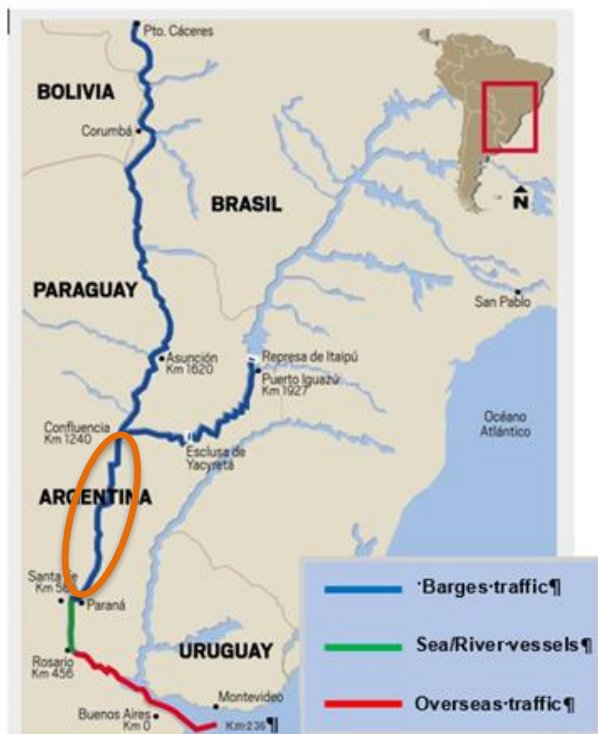 Pto. Cáceres
BOLIVIA
Corumbá
BRASIL
N
PARAGUAY
San Pablo
Asunción
Km 1620
Represa de Itaipú
Puerto Iguazú
Km 1927
Confluencia
Km 1240
Esclusa de
Yacyretá
Océano
Atlántico
ARGENTINA
Km 58
Paraná
Rosario
Km 456
URUGUAY
Montevideo
Buenos Aires
Km 0
Km 236¶
·Barges·traffic¶
Sea/River·vessels¶
Overseas·traffic¶